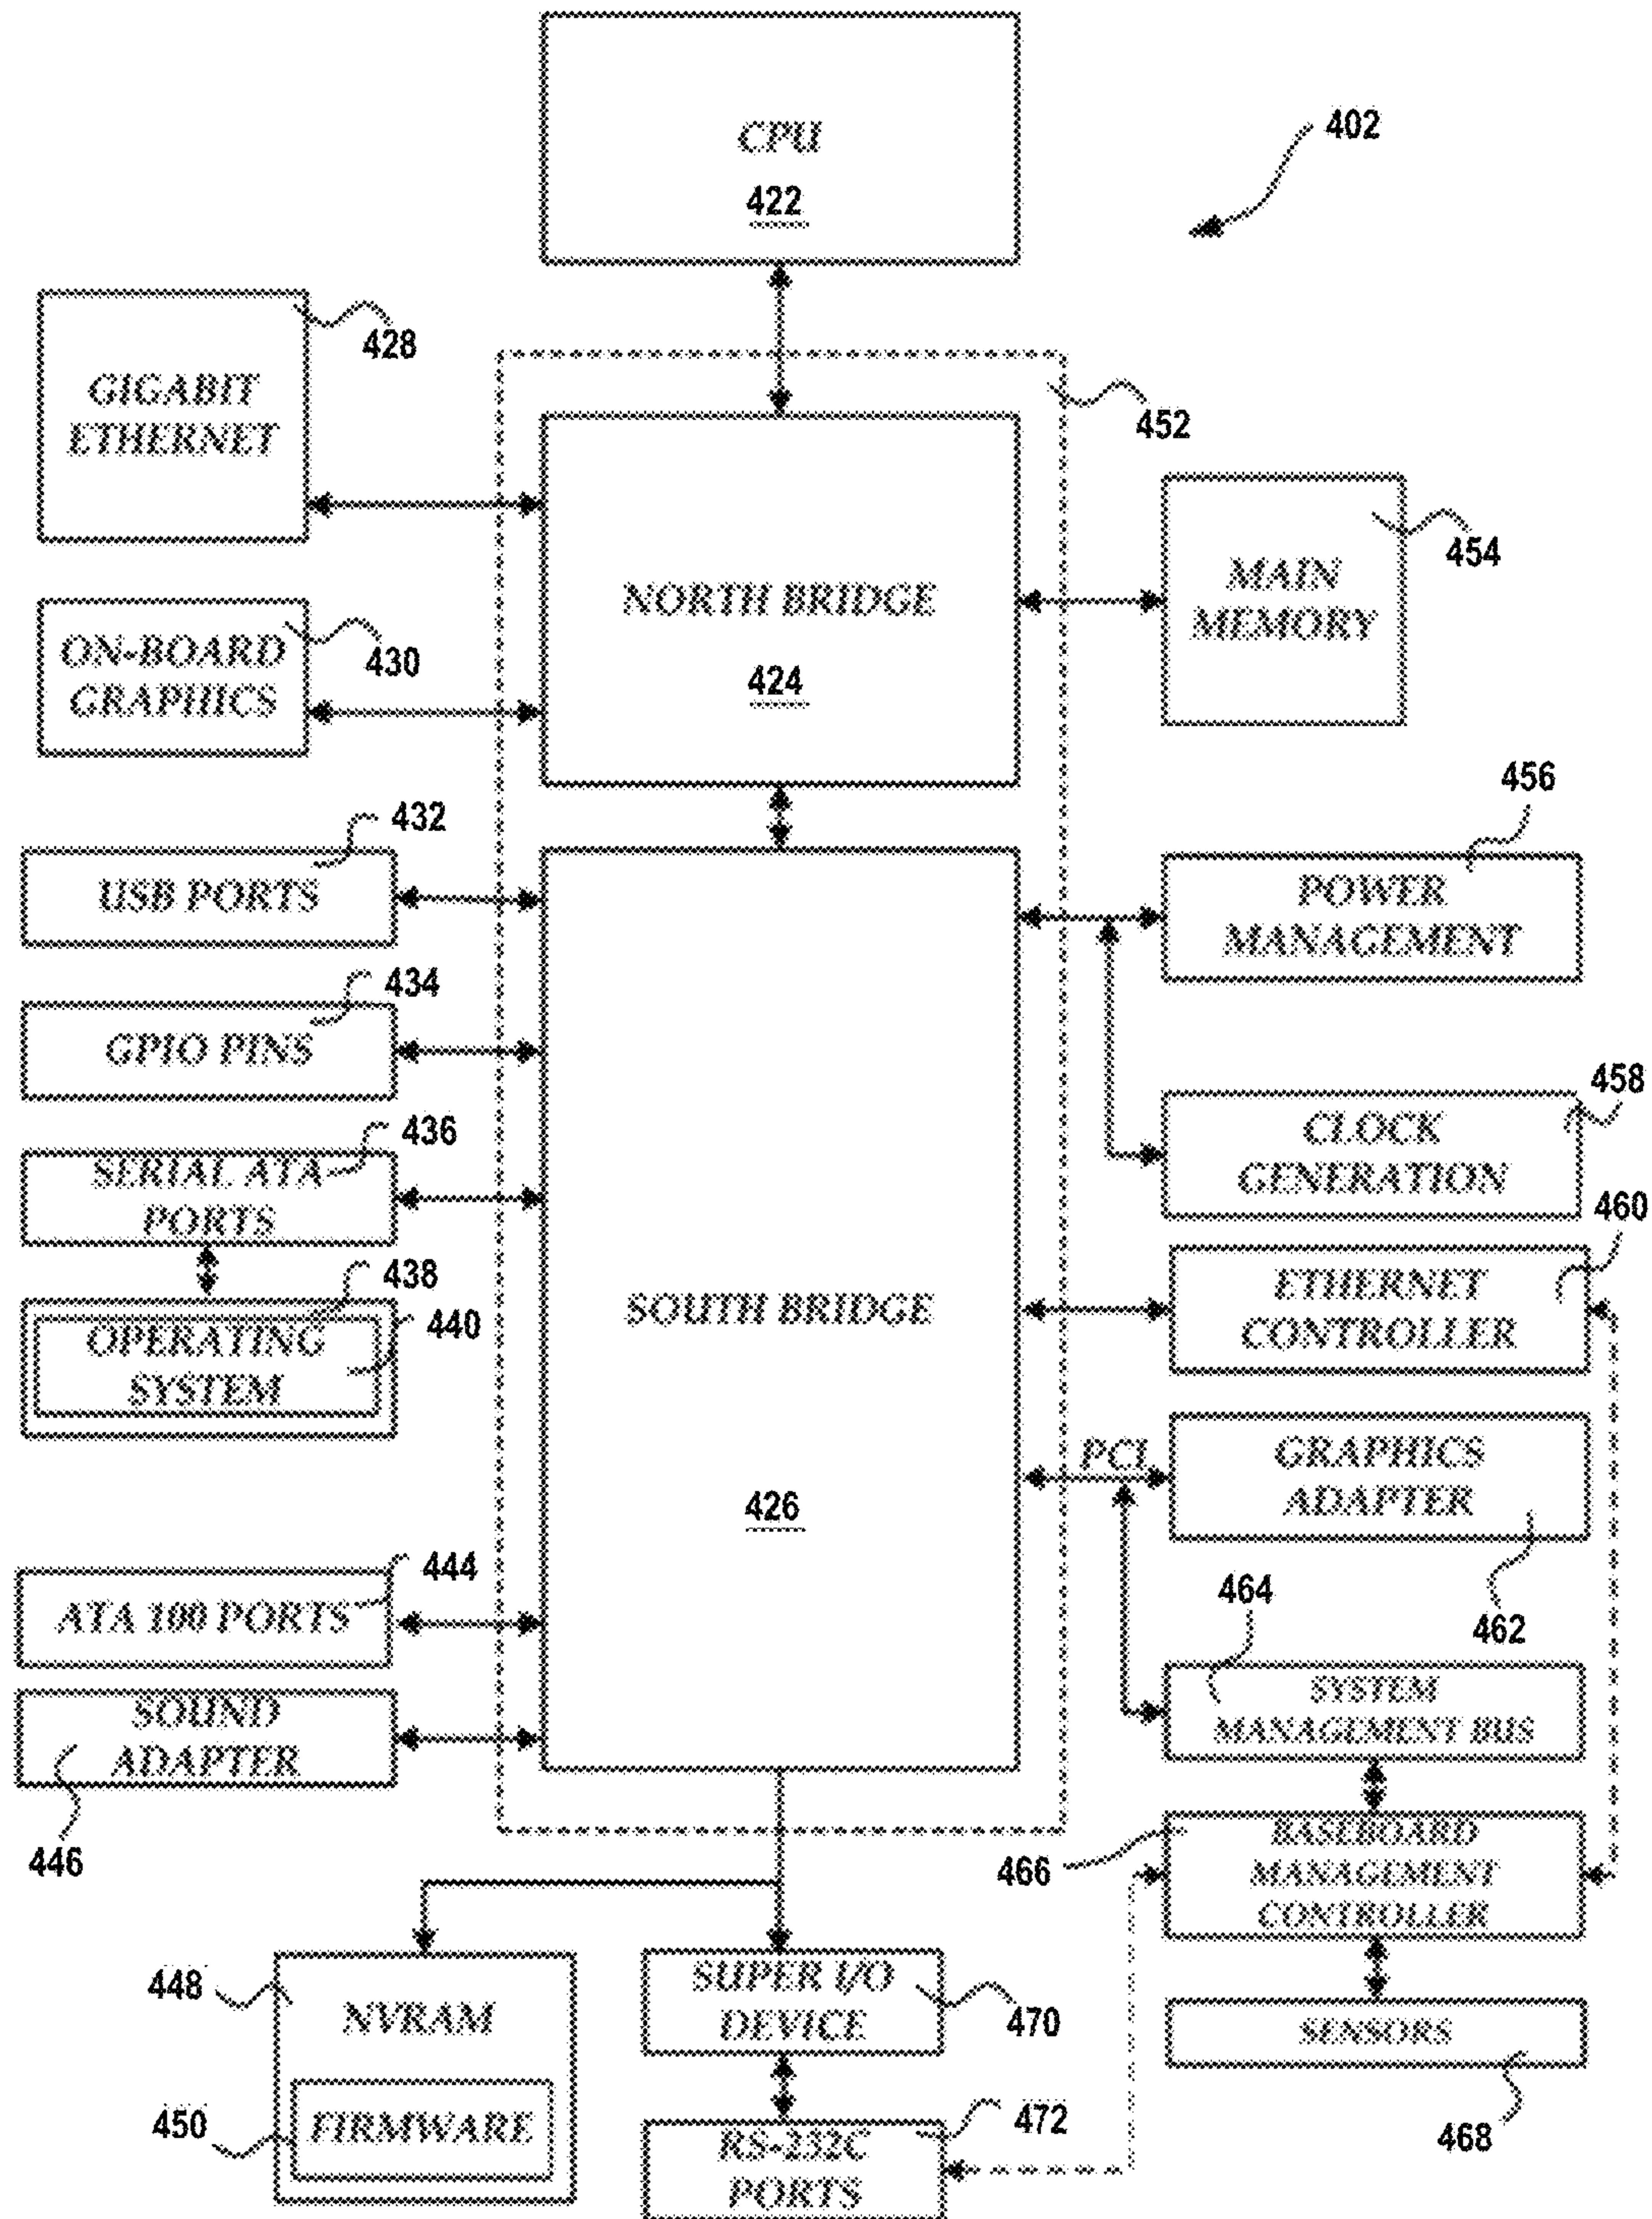 CPU
422
402
GIGABIT
ETHERNET
428
452
NORTH BRIDGE
424
MAIN
MEMORY
454
ON-BOARD
GRAPHICS
430
USB PORTS
432
GPIO PINS
434
SERIAL ATA
PORTS
436
438
OPERATING
SYSTEM
440
SOUTH BRIDGE
426
POWER
MANAGEMENT
456
CLOCK
GENERATION
458
ETHERNET
CONTROLLER
460
PCI
GRAPHICS
ADAPTER
462
ATA 100 PORTS
444
SOUND
ADAPTER
446
464
SYSTEM
MANAGEMENT BUS
466
BASEBOARD
MANAGEMENT
CONTROLLER
SENSORS
468
448
NVRAM
450
FIRMWARE
SUPER I/O
DEVICE
470
RS-232C
PORTS
472